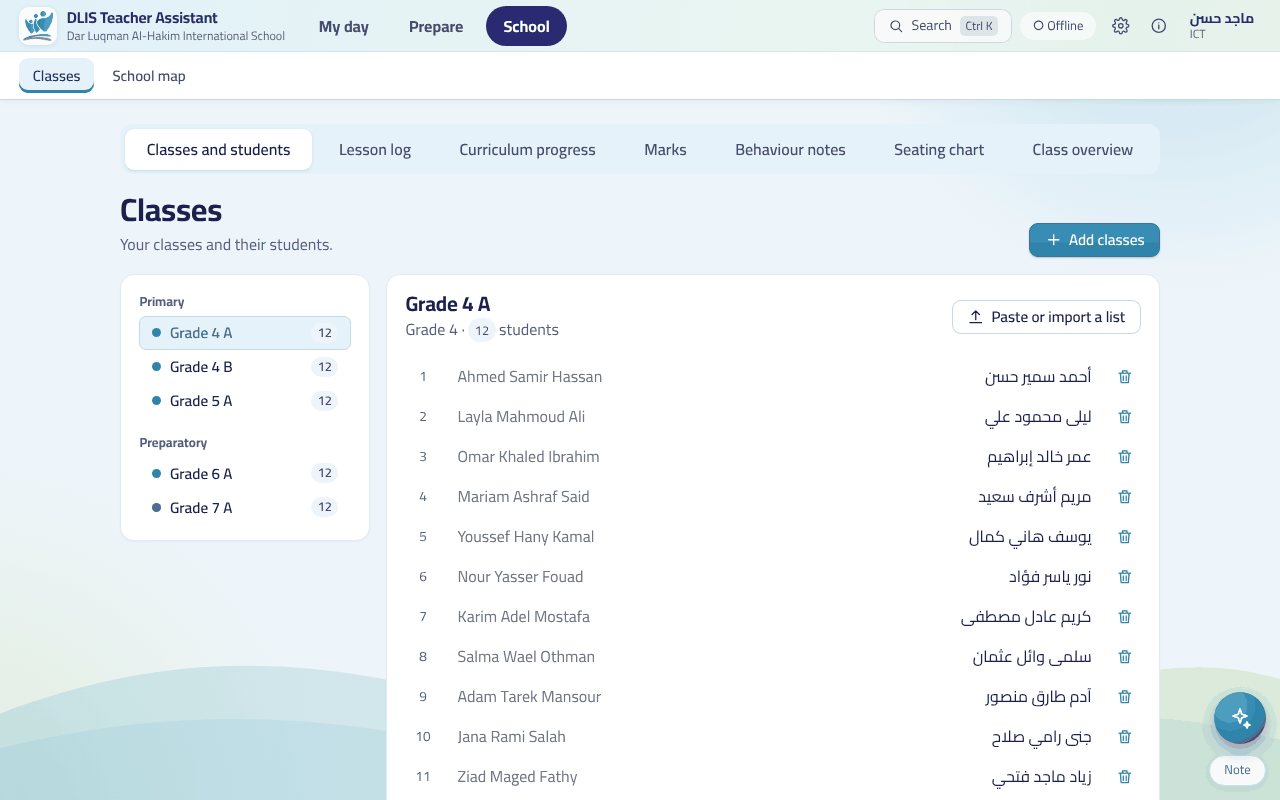 DLIS Teacher Assistant
Dar Luqman Al-Hakim International School
My day
Prepare
School
Search Ctrl K
Offline
ماجد حسن
ICT
Classes
School map
Classes and students
Lesson log
Curriculum progress
Marks
Behaviour notes
Seating chart
Class overview
Classes
Your classes and their students.
Add classes
Primary
Grade 4 A 12
Grade 4 B 12
Grade 5 A 12
Preparatory
Grade 6 A 12
Grade 7 A 12
Grade 4 A
Grade 4 · 12 students
Paste or import a list
1 Ahmed Samir Hassan أحمد سمير حسن
2 Layla Mahmoud Ali ليلى محمود علي
3 Omar Khaled Ibrahim عمر خالد إبراهيم
4 Mariam Ashraf Said مريم أشرف سعيد
5 Youssef Hany Kamal يوسف هاني كمال
6 Nour Yasser Fouad نور ياسر فؤاد
7 Karim Adel Mostafa كريم عادل مصطفى
8 Salma Wael Othman سلمى وائل عثمان
9 Adam Tarek Mansour آدم طارق منصور
10 Jana Rami Salah جنى رامي صلاح
11 Ziad Maged Fathy زياد ماجد فتحي
Note